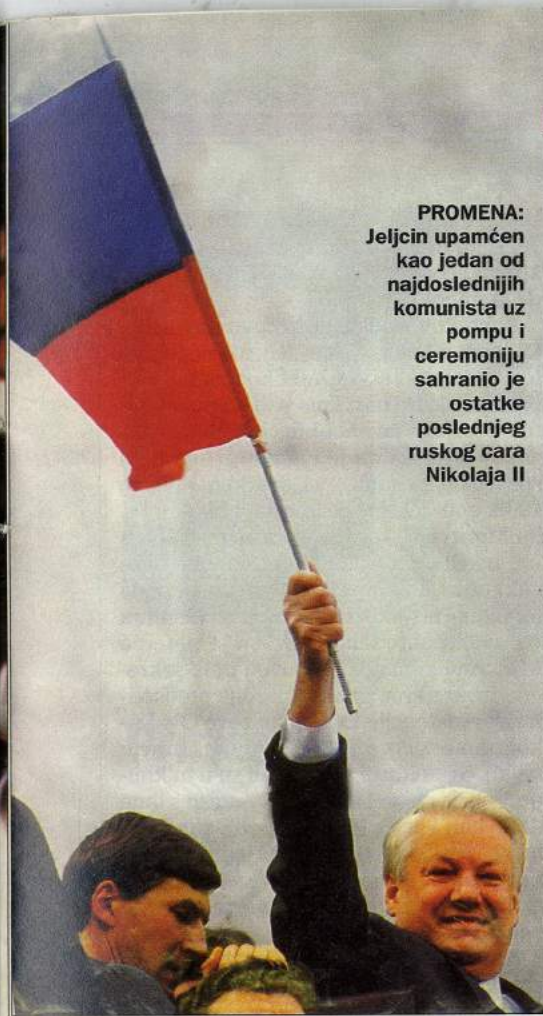 PROMENA:
Jeljcin upamćen
kao jedan od
najdoslednijih
komunista uz
pompu i
ceremoniju
sahranio je
ostatke
poslednjeg
ruskog cara
Nikolaja II